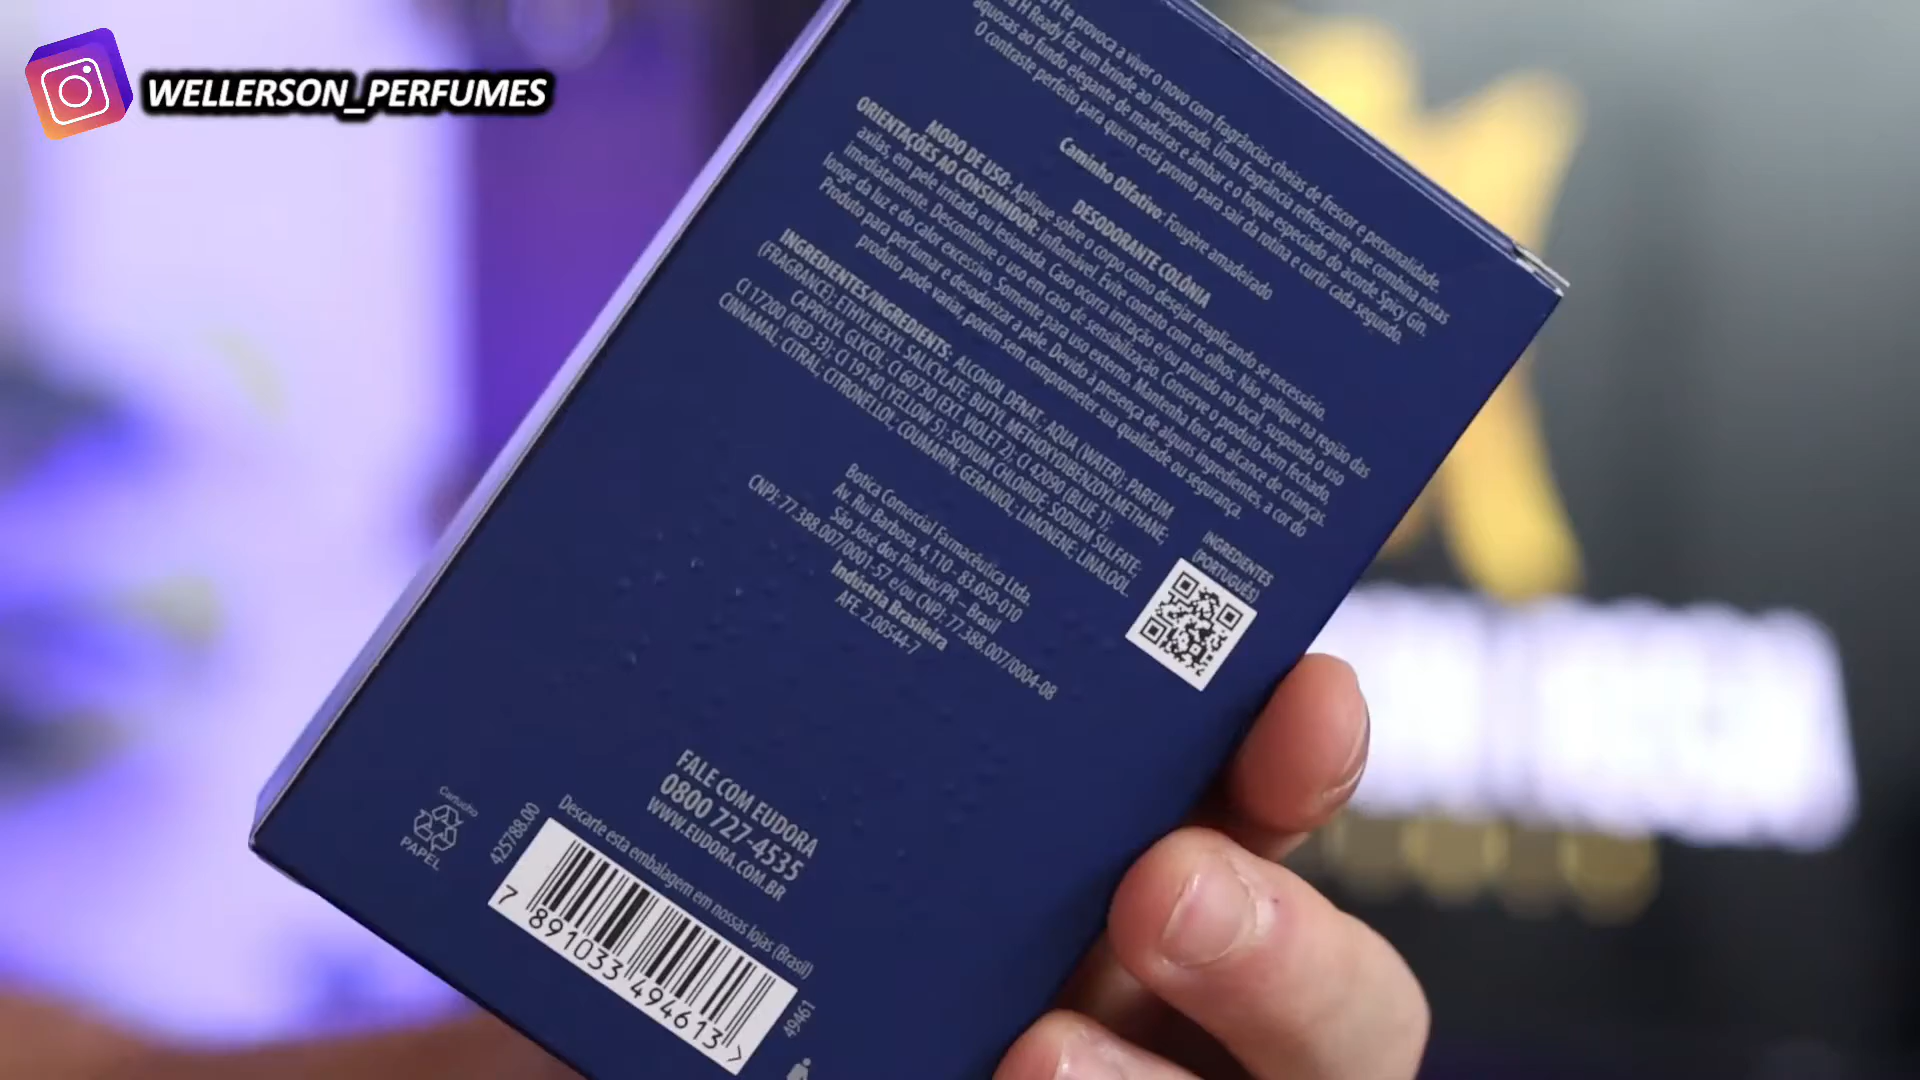 WELLERSON_PERFUMES
H te provoca a viver o novo com fragrâncias cheias de frescor e personalidade.
H Ready faz um brinde ao inesperado. Uma fragrância refrescante que combina notas
aquosas ao fundo elegante de madeiras e âmbar e o toque especiado do acorde Spicy Gin.
O contraste perfeito para quem está pronto para sair da rotina e curtir cada segundo.
Caminho Olfativo: Fougère amadeirado
DESODORANTE COLÔNIA
MODO DE USO: Aplique sobre o corpo como desejar reaplicando se necessário.
ORIENTAÇÕES AO CONSUMIDOR: Inflamável. Evite contato com os olhos. Não aplique na região das
axilas, em pele irritada ou lesionada. Caso ocorra irritação e/ou prurido no local, suspenda o uso
imediatamente. Descontinue o uso em caso de sensibilização. Conserve o produto bem fechado,
longe da luz e do calor excessivo. Somente para uso externo. Mantenha fora do alcance de crianças.
Produto para perfumar e desodorizar a pele. Devido à presença de alguns ingredientes, a cor do
produto pode variar, porém sem comprometer sua qualidade ou segurança.
INGREDIENTES/INGREDIENTS: ALCOHOL DENAT.; AQUA (WATER); PARFUM
(FRAGRANCE); ETHYLHEXYL SALICYLATE; BUTYL METHOXYDIBENZOYLMETHANE;
CAPRYLYL GLYCOL; CI 60730 (EXT. VIOLET 2); CI 42090 (BLUE 1);
CI 17200 (RED 33); CI 19140 (YELLOW 5); SODIUM CHLORIDE; SODIUM SULFATE;
CINNAMAL; CITRAL; CITRONELLOL; COUMARIN; GERANIOL; LIMONENE; LINALOOL.
INGREDIENTES
(PORTUGUÊS)
Botica Comercial Farmacêutica Ltda.
Av. Rui Barbosa, 4.110 - 83.050-010
São José dos Pinhais/PR – Brasil
CNPJ: 77.388.007/0001-57 e/ou CNPJ: 77.388.007/0004-08
Indústria Brasileira
AFE 2.00544-7
FALE COM EUDORA
0800 727-4535
WWW.EUDORA.COM.BR
Cartucho
PAPEL
425788.00
Descarte esta embalagem em nossas lojas (Brasil)
7 891033 494613 >
49461